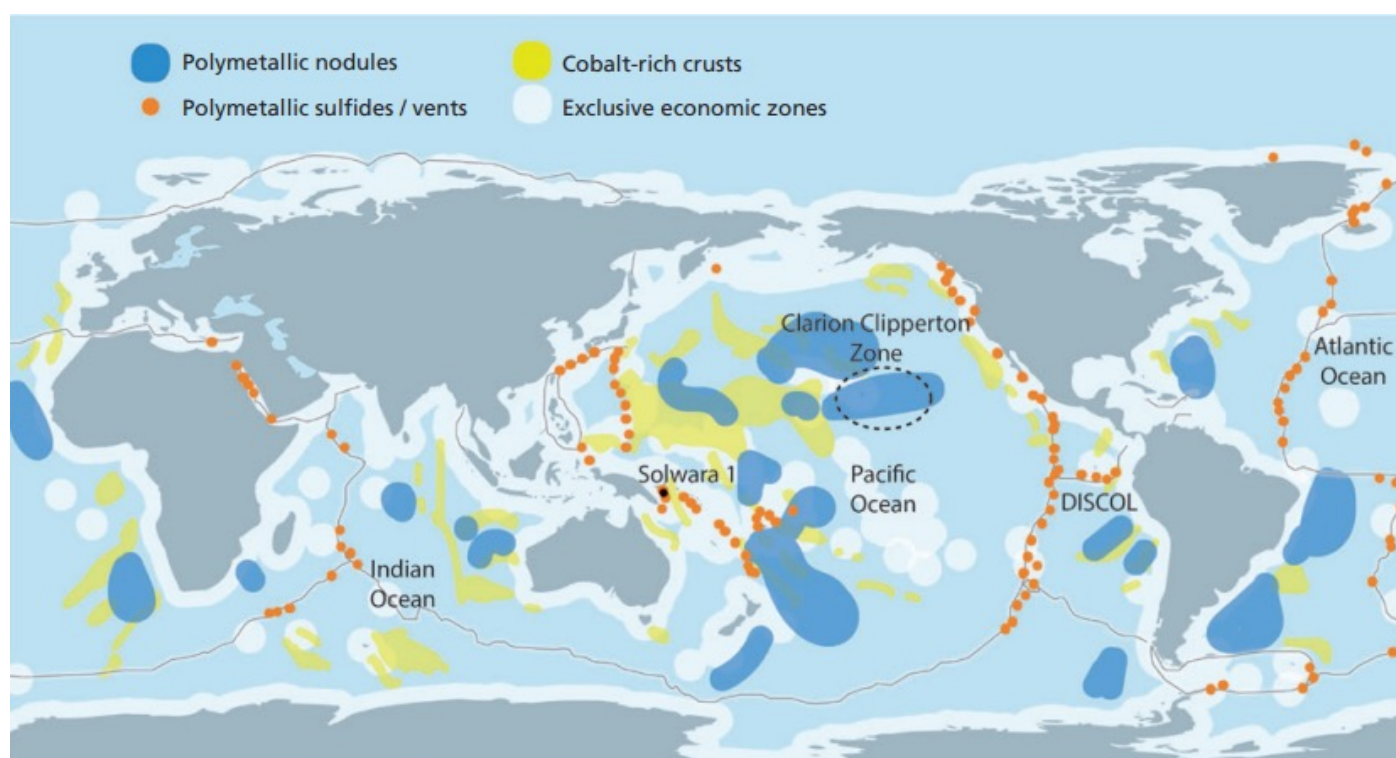 Polymetallic nodules
Cobalt-rich crusts
Polymetallic sulfides / vents
Exclusive economic zones
Clarion Clipperton
Zone
Atlantic
Ocean
Solwara 1
Pacific
Ocean
DISCOL
Indian
Ocean